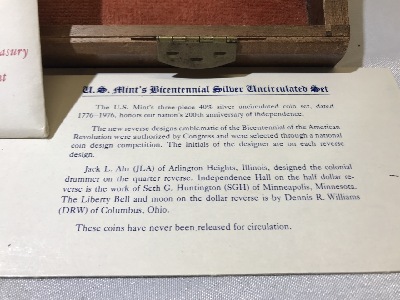 asury
nt
U.S. Mint's Bicentennial Silver Uncirculated Set
The U.S. Mint's three-piece 40% silver uncirculated coin set, dated
1776-1976, honors our nation's 200th anniversary of independence.
The new reverse designs emblematic of the Bicentennial of the American
Revolution were authorized by Congress and were selected through a national
coin design competition. The initials of the designer are on each reverse
design.
Jack L. Ahr (JLA) of Arlington Heights, Illinois, designed the colonial
drummer on the quarter reverse. Independence Hall on the half dollar re-
verse is the work of Seth G. Huntington (SGH) of Minneapolis, Minnesota.
The Liberty Bell and moon on the dollar reverse is by Dennis R. Williams
(DRW) of Columbus, Ohio.
These coins have never been released for circulation.